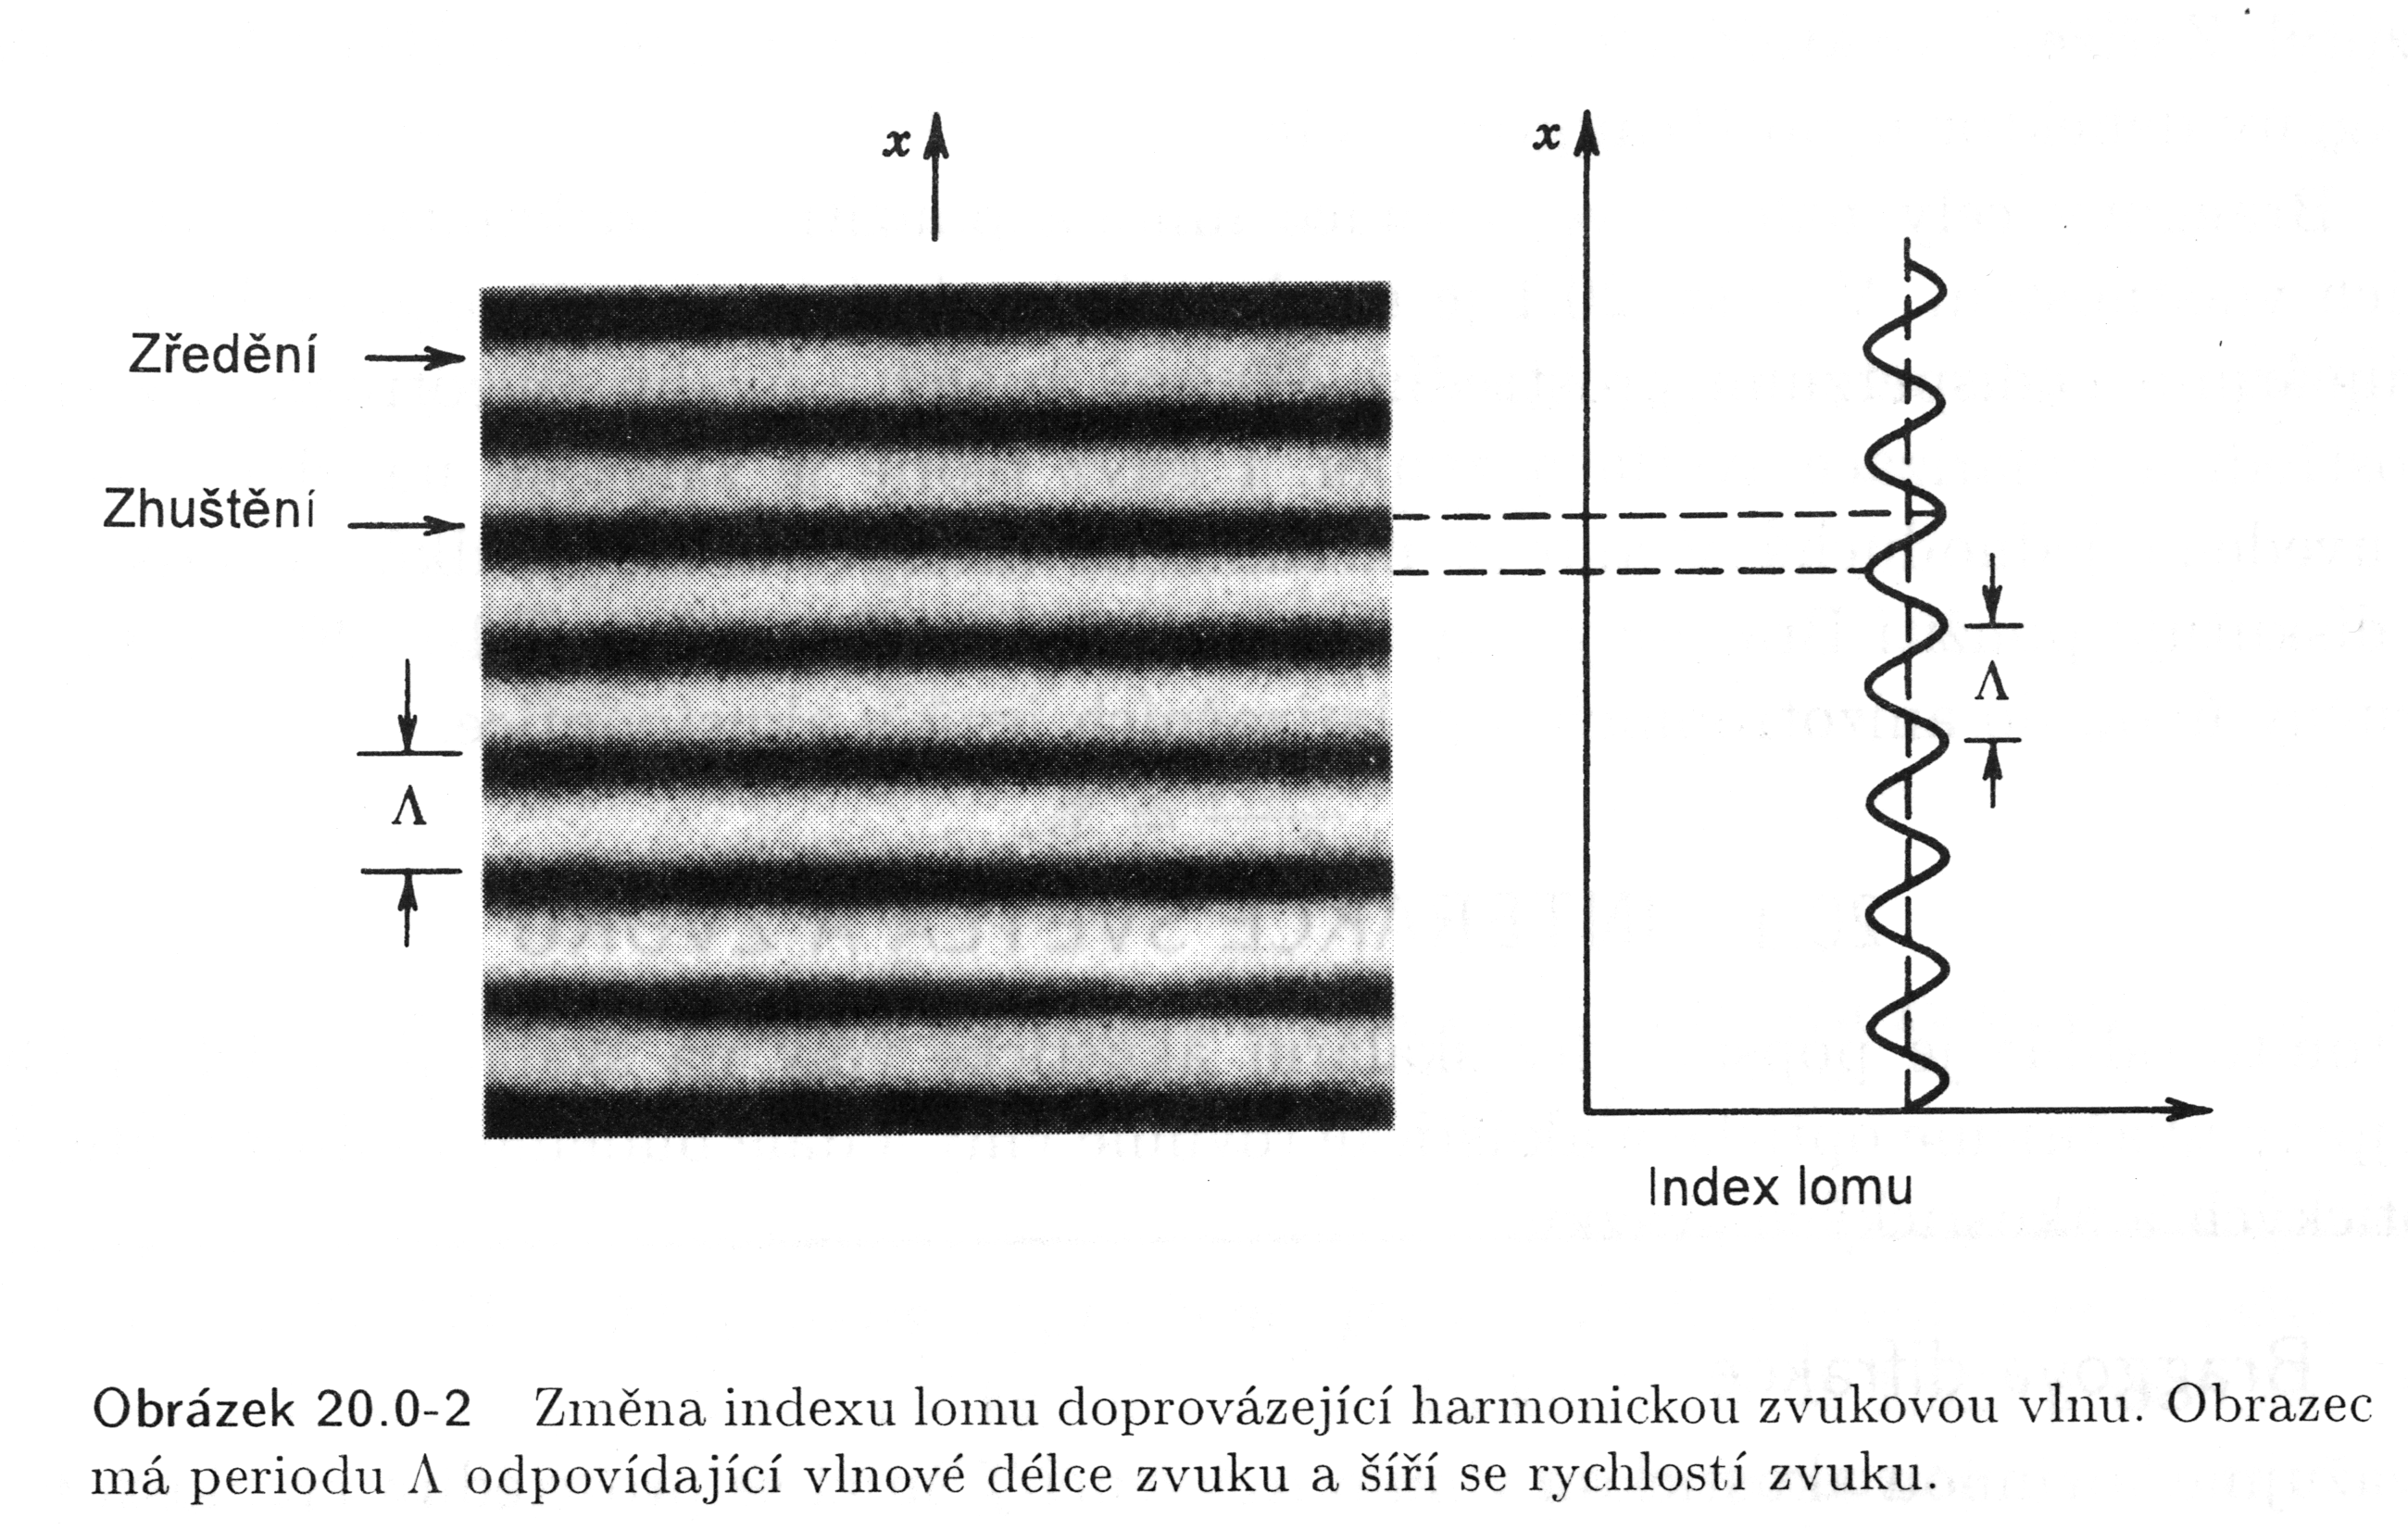 x
x
Zředění
Zhuštění
Λ
Λ
Index lomu
Obrázek 20.0-2 Změna indexu lomu doprovázející harmonickou zvukovou vlnu. Obrazec
má periodu Λ odpovídající vlnové délce zvuku a šíří se rychlostí zvuku.